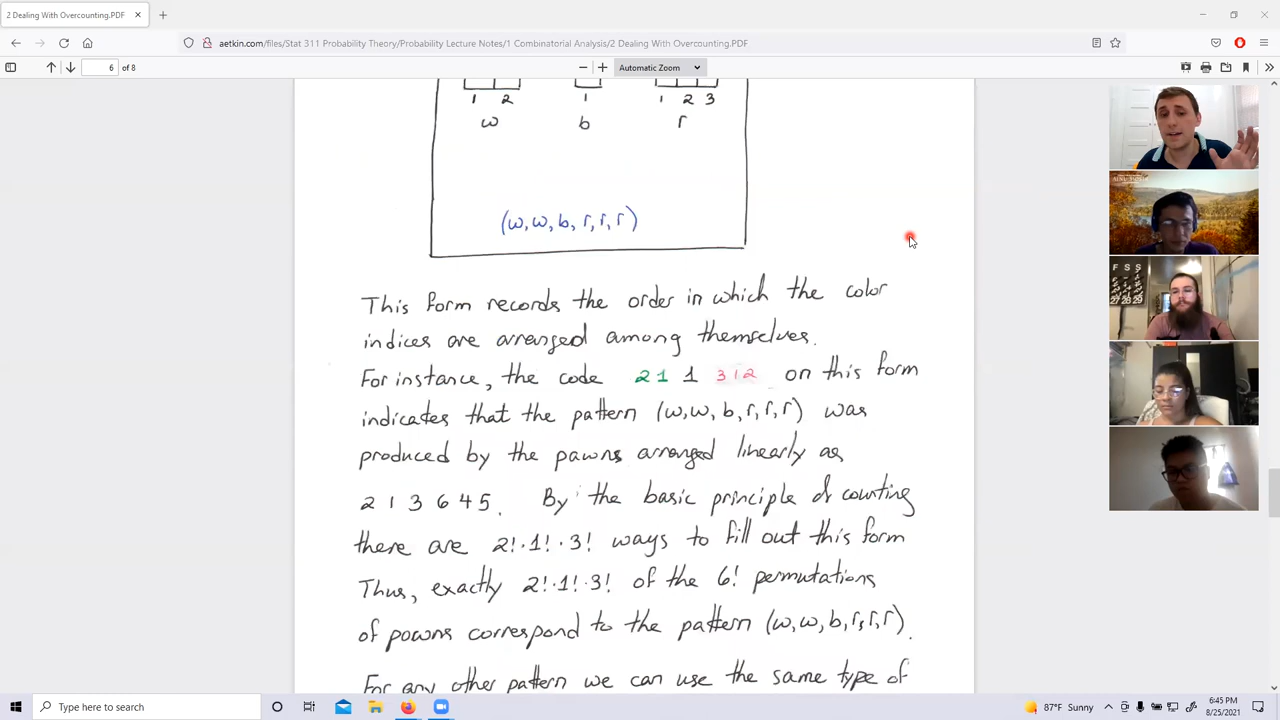 2 Dealing With Overcounting.PDF
aetkin.com/files/Stat 311 Probability Theory/Probability Lecture Notes/1 Combinatorial Analysis/2 Dealing With Overcounting.PDF
6 of 8
Automatic Zoom
1 2 1 1 2 3
w b r
(w,w,b,r,r,r)
This form records the order in which the color
indices are arranged among themselves.
For instance, the code 21 1 312 on this form
indicates that the pattern (w,w,b,r,r,r) was
produced by the pawns arranged linearly as
2 1 3 6 4 5. By the basic principle of counting
there are 2!·1!·3! ways to fill out this form
Thus, exactly 2!·1!·3! of the 6! permutations
of pawns correspond to the pattern (w,w,b,r,r,r).
For any other pattern we can use the same type of
F S S
Type here to search
87°F Sunny
6:45 PM
8/25/2021